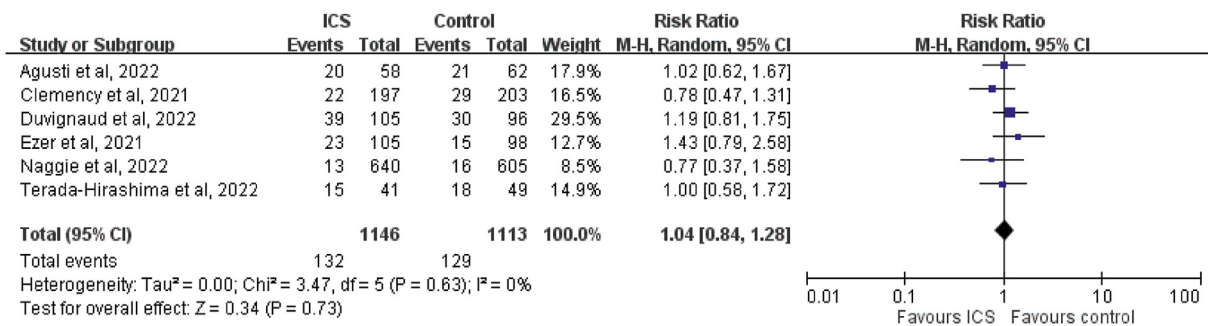 ICS Control Risk Ratio Risk Ratio
Study or Subgroup Events Total Events Total Weight M-H, Random, 95% CI M-H, Random, 95% CI
Agusti et al, 2022 20 58 21 62 17.9% 1.02 [0.62, 1.67]
Clemency et al, 2021 22 197 29 203 16.5% 0.78 [0.47, 1.31]
Duvignaud et al, 2022 39 105 30 96 29.5% 1.19 [0.81, 1.75]
Ezer et al, 2021 23 105 15 98 12.7% 1.43 [0.79, 2.58]
Naggie et al, 2022 13 640 16 605 8.5% 0.77 [0.37, 1.58]
Terada-Hirashima et al, 2022 15 41 18 49 14.9% 1.00 [0.58, 1.72]
Total (95% CI) 1146 1113 100.0% 1.04 [0.84, 1.28]
Total events 132 129
Heterogeneity: Tau² = 0.00; Chi² = 3.47, df = 5 (P = 0.63); I² = 0%
Test for overall effect: Z = 0.34 (P = 0.73)
0.01 0.1 1 10 100
Favours ICS Favours control